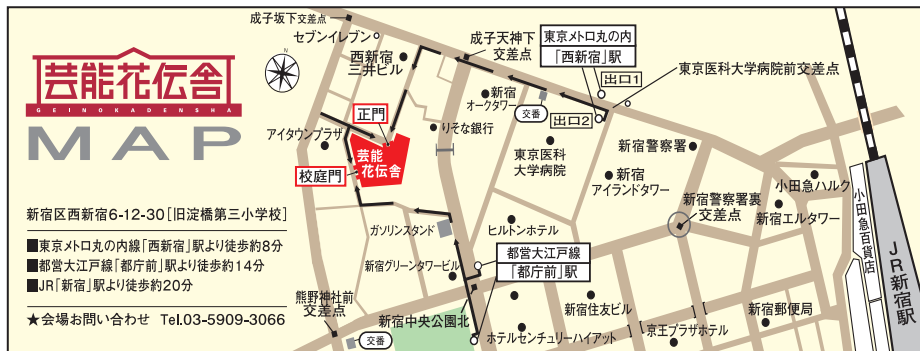 芸能花伝舎
GEINOKADENSHA
MAP
新宿区西新宿6-12-30[旧淀橋第三小学校]
■東京メトロ丸の内線「西新宿」駅より徒歩約8分
■都営大江戸線「都庁前」駅より徒歩約14分
■JR「新宿」駅より徒歩約20分
★会場お問い合わせ Tel.03-5909-3066
成子坂下交差点
セブンイレブン
西新宿
三井ビル
N
正門
アイタウンプラザ
芸能
花伝舎
校庭門
りそな銀行
成子天神下
交差点
東京メトロ丸の内
「西新宿」駅
出口1
東京医科大学病院前交差点
新宿
オークタワー
交番
出口2
東京医科
大学病院
新宿警察署
新宿
アイランドタワー
新宿警察署裏
交差点
小田急ハルク
新宿エルタワー
小田急百貨店
JR新宿駅
ガソリンスタンド
ヒルトンホテル
都営大江戸線
「都庁前」駅
新宿グリーンタワービル
熊野神社前
交差点
交番
新宿中央公園北
新宿住友ビル
ホテルセンチュリーハイアット
京王プラザホテル
新宿郵便局